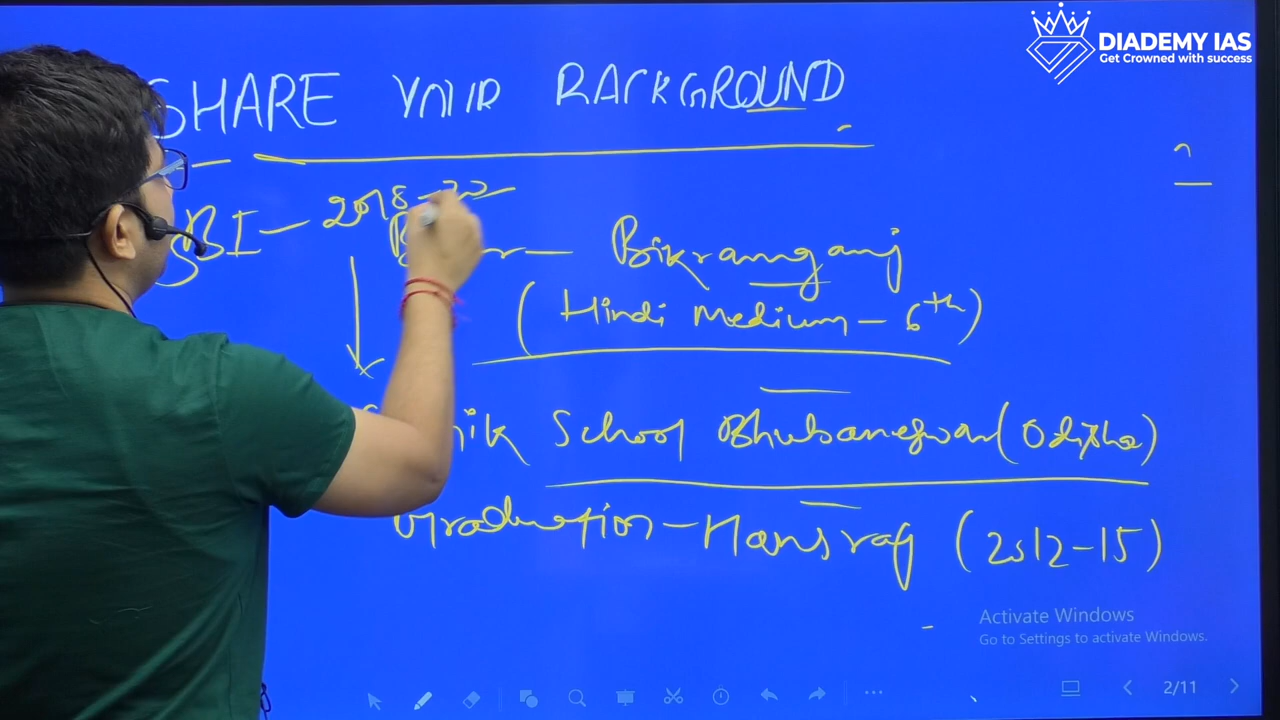 DIADEMY IAS
Get Crowned with success
SHARE YOUR BACKGROUND
SBI - 2018-22
Bikramganj
(Hindi Medium - 6th)
School Bhubaneswar (Odisha)
Graduation - Hansraj (2012-15)
Activate Windows
Go to Settings to activate Windows.
2/11